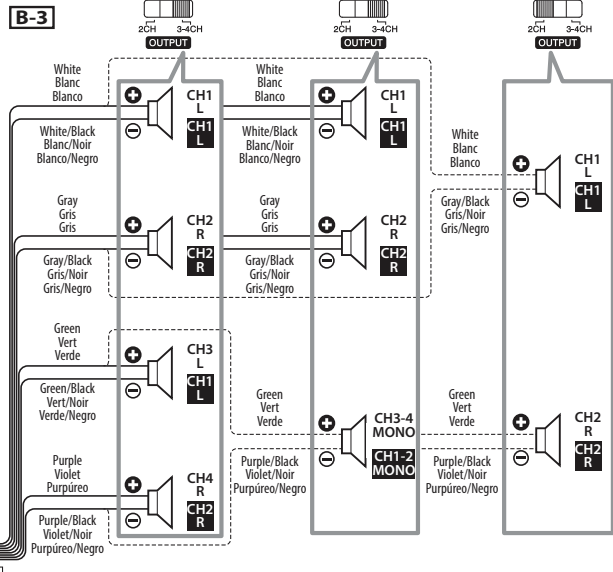 B-3
2CH 3-4CH
OUTPUT
2CH 3-4CH
OUTPUT
2CH 3-4CH
OUTPUT
White
Blanc
Blanco
White/Black
Blanc/Noir
Blanco/Negro
CH1
L
CH1
L
Gray
Gris
Gris
Gray/Black
Gris/Noir
Gris/Negro
CH2
R
CH2
R
Green
Vert
Verde
Green/Black
Vert/Noir
Verde/Negro
CH3
L
CH1
L
Purple
Violet
Purpúreo
Purple/Black
Violet/Noir
Purpúreo/Negro
CH4
R
CH2
R
White
Blanc
Blanco
White/Black
Blanc/Noir
Blanco/Negro
CH1
L
CH1
L
Gray
Gris
Gris
Gray/Black
Gris/Noir
Gris/Negro
CH2
R
CH2
R
Green
Vert
Verde
Purple/Black
Violet/Noir
Purpúreo/Negro
CH3-4
MONO
CH1-2
MONO
White
Blanc
Blanco
Gray/Black
Gris/Noir
Gris/Negro
CH1
L
CH1
L
Green
Vert
Verde
Purple/Black
Violet/Noir
Purpúreo/Negro
CH2
R
CH2
R